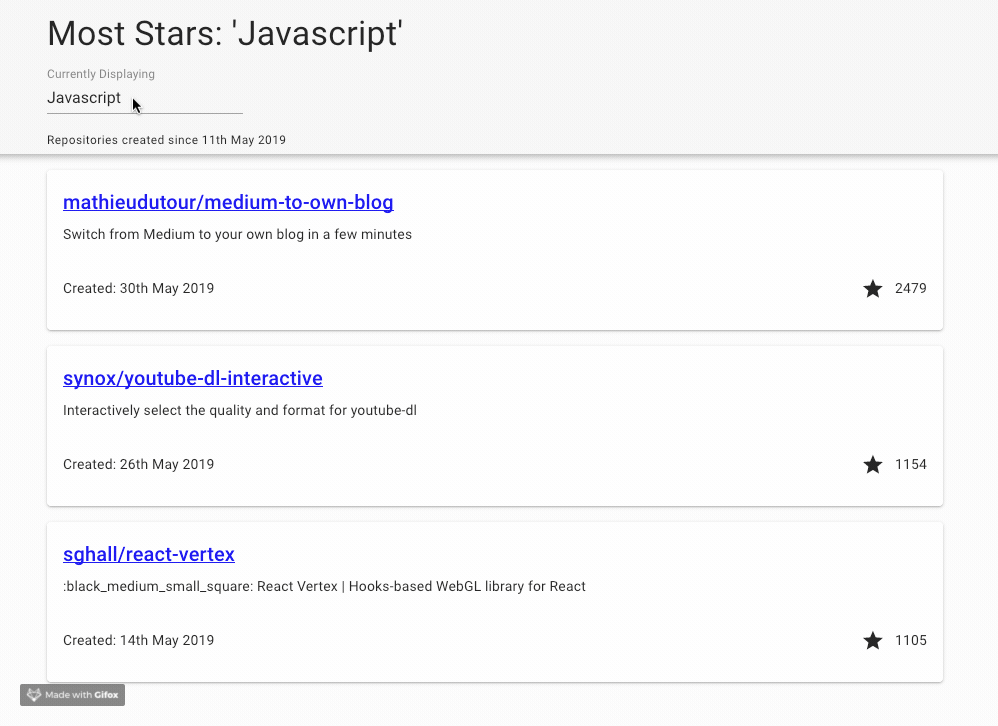 Most Stars: 'Javascript'
Currently Displaying
Javascript
Repositories created since 11th May 2019
mathieudutour/medium-to-own-blog
Switch from Medium to your own blog in a few minutes
Created: 30th May 2019 2479
synox/youtube-dl-interactive
Interactively select the quality and format for youtube-dl
Created: 26th May 2019 1154
sghall/react-vertex
:black_medium_small_square: React Vertex | Hooks-based WebGL library for React
Created: 14th May 2019 1105
Made with Gifox